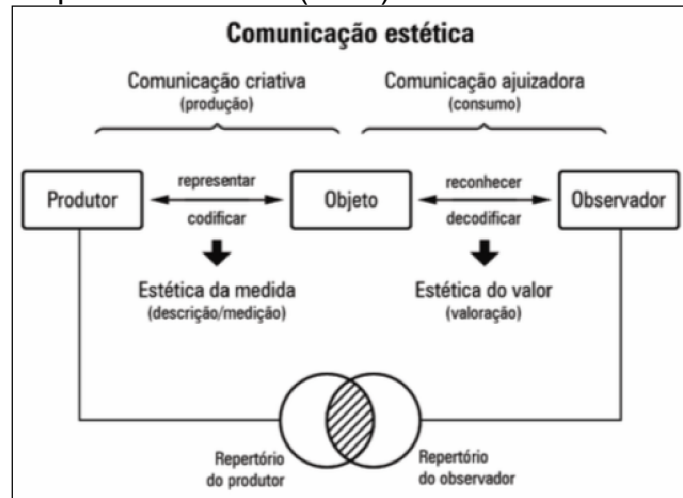 Comunicação estética
Comunicação criativa
(produção)
Comunicação ajuizadora
(consumo)
Produtor
representar
codificar
Objeto
reconhecer
decodificar
Observador
Estética da medida
(descrição/medição)
Estética do valor
(valoração)
Repertório
do produtor
Repertório
do observador